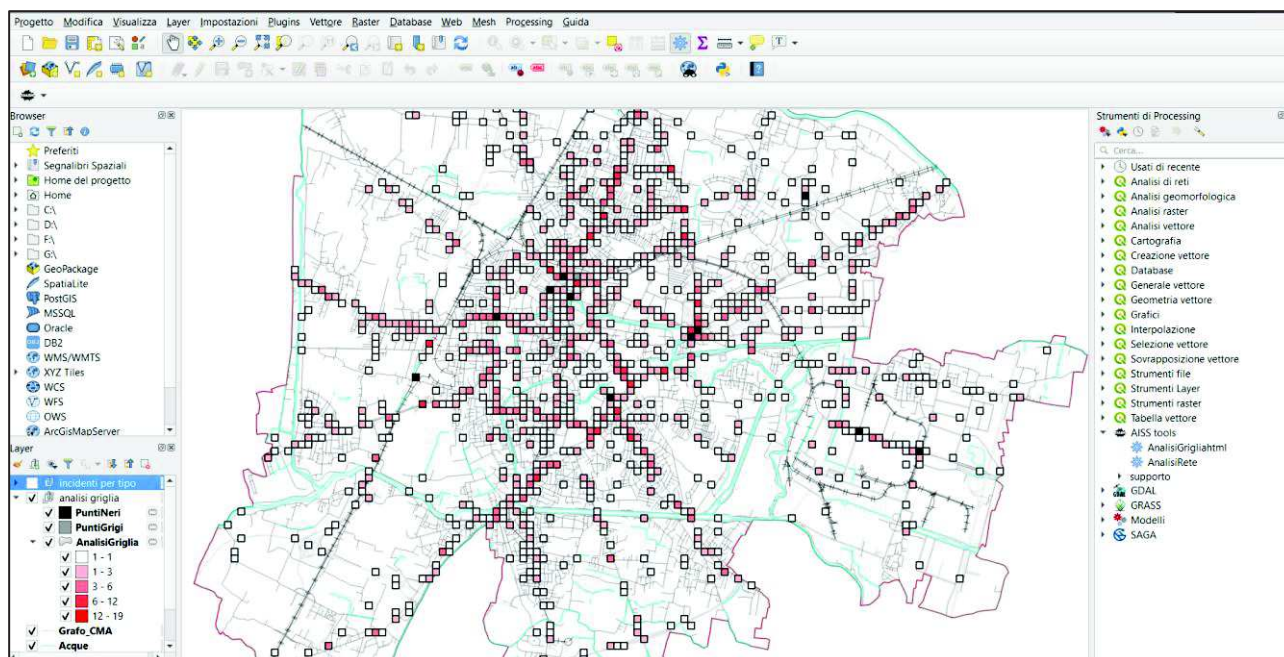 Progetto Modifica Visualizza Layer Impostazioni Plugins Vettore Raster Database Web Mesh Processing Guida
Browser
Preferiti
Segnalibri Spaziali
Home del progetto
Home
C:\
D:\
F:\
G:\
GeoPackage
SpatiaLite
PostGIS
MSSQL
Oracle
DB2
WMS/WMTS
XYZ Tiles
WCS
WFS
OWS
ArcGisMapServer
Layer
incidenti per tipo
analisi griglia
PuntiNeri
PuntiGrigi
AnalisiGriglia
1 - 1
1 - 3
3 - 6
6 - 12
12 - 19
Grafo_CMA
Acque
Strumenti di Processing
Cerca...
Usati di recente
Analisi di reti
Analisi geomorfologica
Analisi raster
Analisi vettore
Cartografia
Creazione vettore
Database
Generale vettore
Geometria vettore
Grafici
Interpolazione
Selezione vettore
Sovrapposizione vettore
Strumenti file
Strumenti Layer
Strumenti raster
Tabella vettore
AISS tools
AnalisiGrigliahtml
AnalisiRete
supporto
GDAL
GRASS
Modelli
SAGA